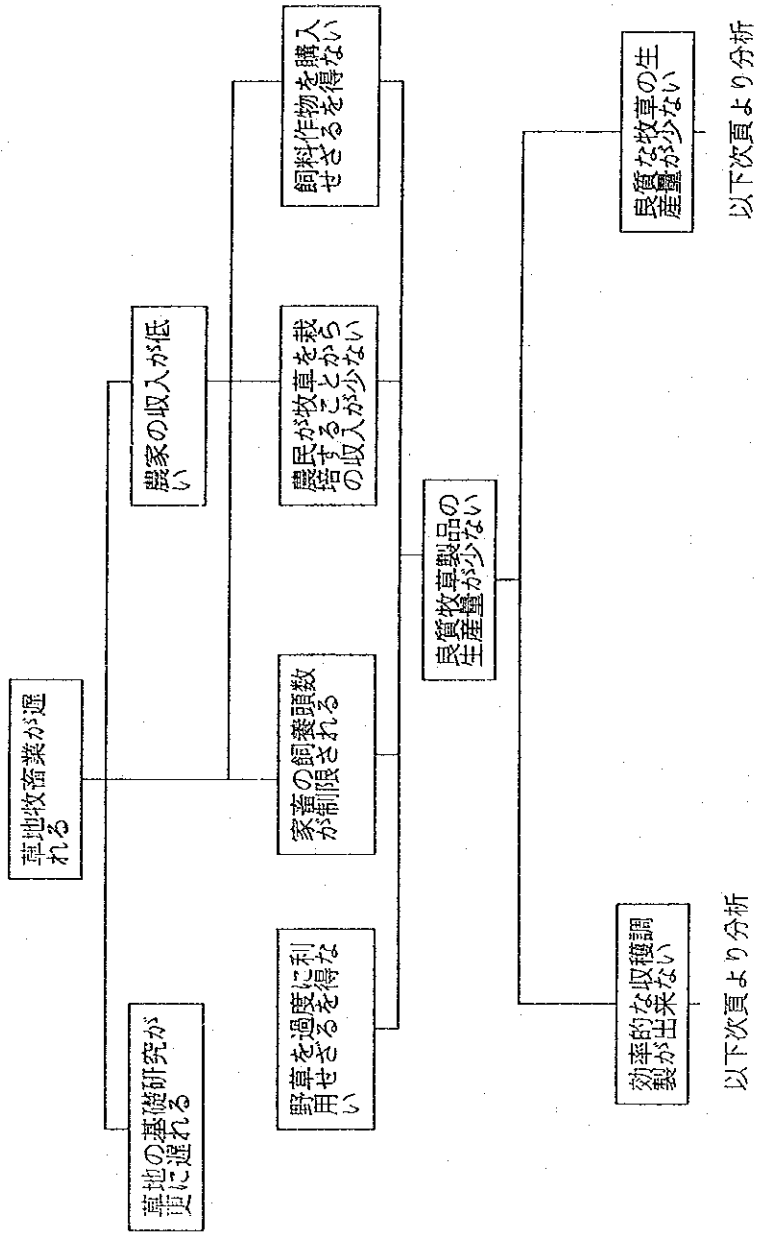 草地牧畜業が遅
れる
草地の基礎研究が
更に遅れる
農家の収入が低
い
野草を過度に利
用せざるを得な
い
家畜の飼養頭数
が制限される
農民が牧草を栽
培することから
の収入が少ない
飼料作物を購入
せざるを得ない
良質牧草製品の
生産量が少ない
効率的な収穫調
製が出来ない
良質な牧草の生
産量が少ない
以下次頁より分析
以下次頁より分析